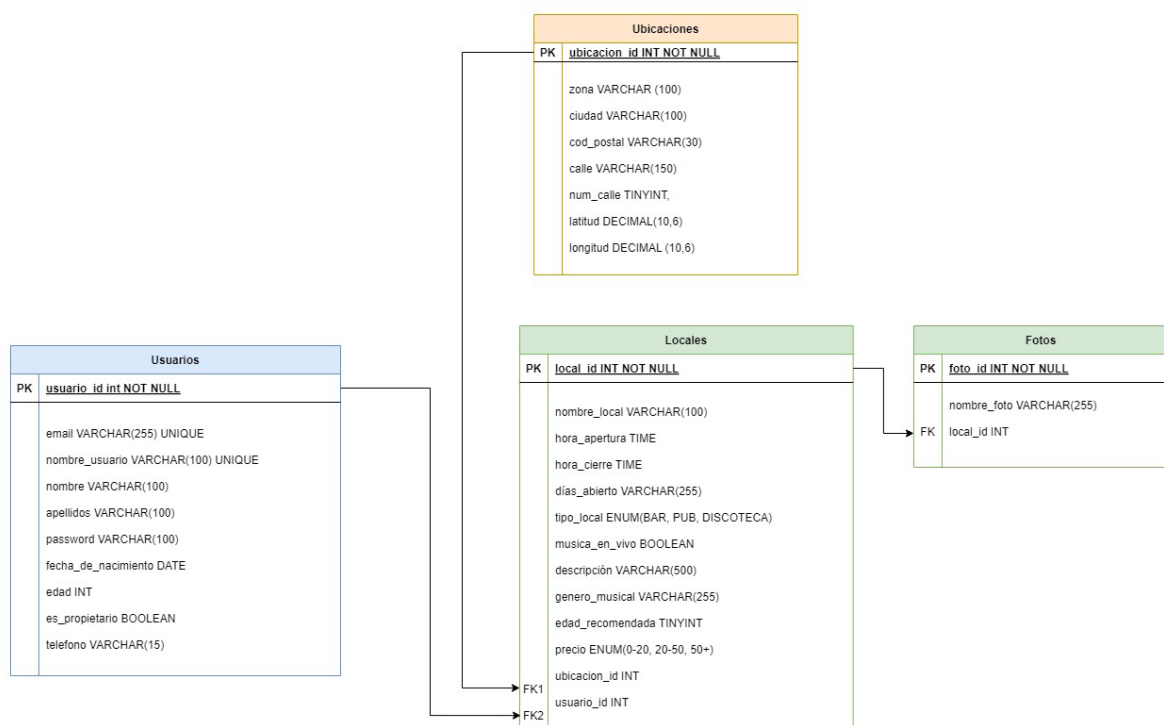 Ubicaciones
PK ubicacion_id INT NOT NULL
zona VARCHAR (100)
ciudad VARCHAR(100)
cod_postal VARCHAR(30)
calle VARCHAR(150)
num_calle TINYINT,
latitud DECIMAL(10,6)
longitud DECIMAL (10,6)
Usuarios
PK usuario_id int NOT NULL
email VARCHAR(255) UNIQUE
nombre_usuario VARCHAR(100) UNIQUE
nombre VARCHAR(100)
apellidos VARCHAR(100)
password VARCHAR(100)
fecha_de_nacimiento DATE
edad INT
es_propietario BOOLEAN
telefono VARCHAR(15)
Locales
PK local_id INT NOT NULL
nombre_local VARCHAR(100)
hora_apertura TIME
hora_cierre TIME
días_abierto VARCHAR(255)
tipo_local ENUM(BAR, PUB, DISCOTECA)
musica_en_vivo BOOLEAN
descripción VARCHAR(500)
genero_musical VARCHAR(255)
edad_recomendada TINYINT
precio ENUM(0-20, 20-50, 50+)
ubicacion_id INT
FK1
usuario_id INT
FK2
Fotos
PK foto_id INT NOT NULL
nombre_foto VARCHAR(255)
FK local_id INT